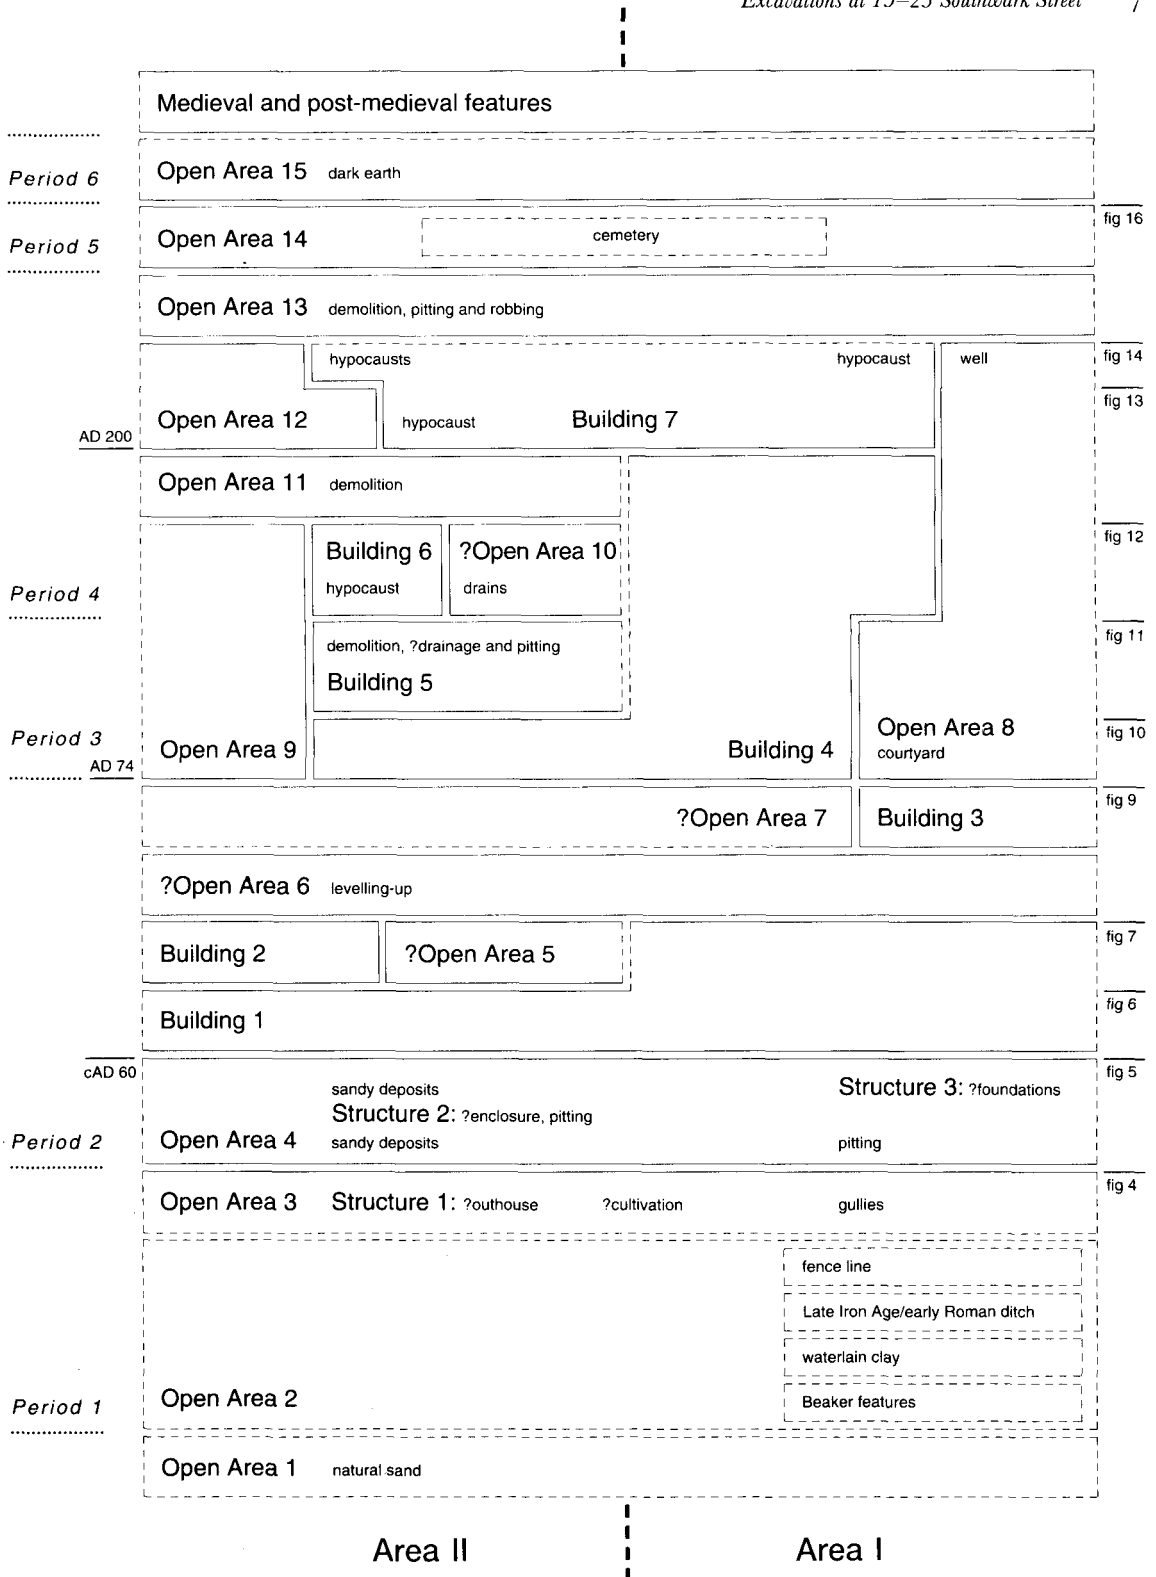 Excavations at 15–23 Southwark Street 7
Medieval and post-medieval features
Period 6
Open Area 15 dark earth
fig 16
Period 5
Open Area 14
cemetery
Open Area 13 demolition, pitting and robbing
hypocausts
hypocaust
well
fig 14
fig 13
Open Area 12
hypocaust
Building 7
AD 200
Open Area 11 demolition
fig 12
Building 6
?Open Area 10
hypocaust
drains
Period 4
fig 11
demolition, ?drainage and pitting
Building 5
Period 3
Open Area 9
Building 4
Open Area 8
courtyard
fig 10
AD 74
fig 9
?Open Area 7
Building 3
?Open Area 6 levelling-up
fig 7
Building 2
?Open Area 5
fig 6
Building 1
cAD 60
fig 5
sandy deposits
Structure 3: ?foundations
Structure 2: ?enclosure, pitting
Period 2
Open Area 4 sandy deposits
pitting
fig 4
Open Area 3 Structure 1: ?outhouse ?cultivation gullies
fence line
Late Iron Age/early Roman ditch
waterlain clay
Beaker features
Open Area 2
Period 1
Open Area 1 natural sand
Area II
Area I